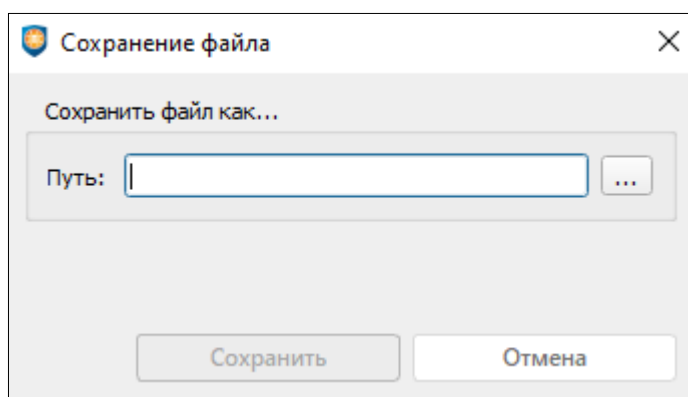 Сохранение файла
Сохранить файл как...
Путь: ...
Сохранить Отмена